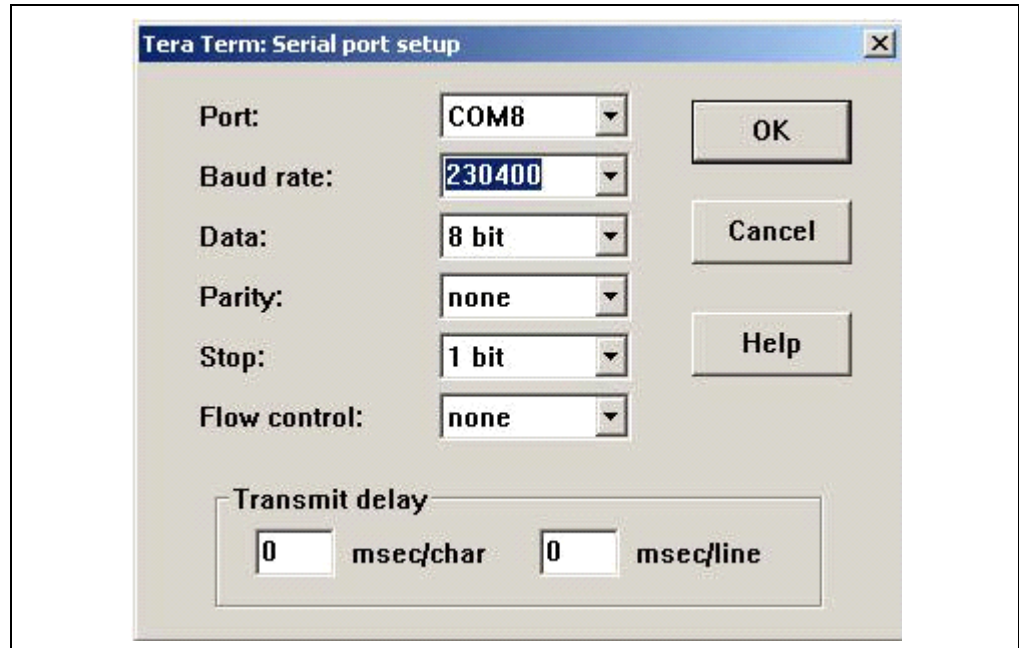 Tera Term: Serial port setup
Port: COM8 OK
Baud rate: 230400
Data: 8 bit Cancel
Parity: none
Stop: 1 bit Help
Flow control: none
Transmit delay
0 msec/char 0 msec/line